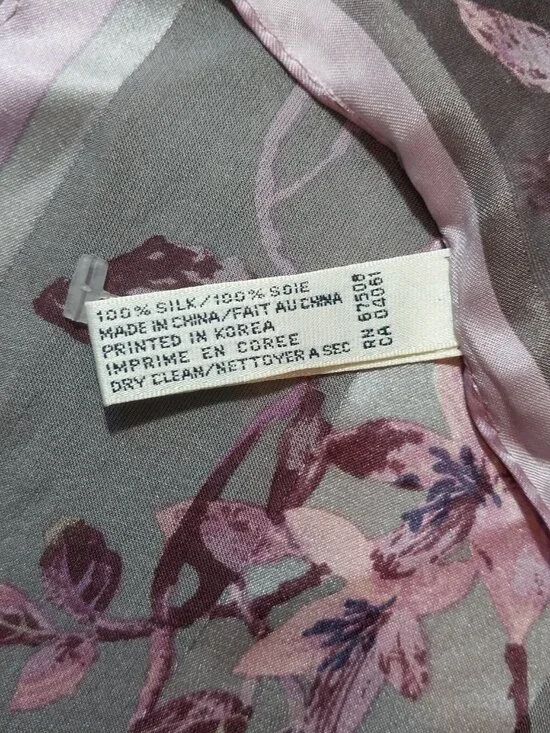 100% SILK/100% SOIE
MADE IN CHINA/FAIT AU CHINA
PRINTED IN KOREA
IMPRIME EN COREE
DRY CLEAN/NETTOYER A SEC
RN 67508
CA 04061